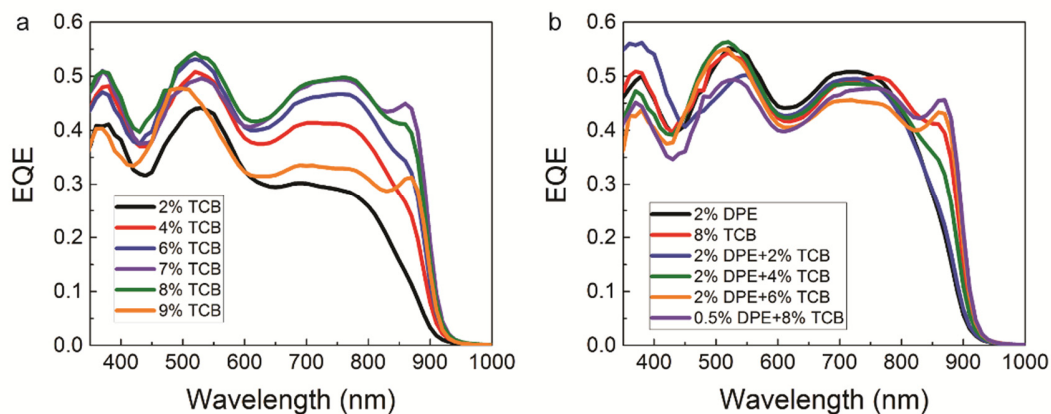 a
0.6
0.5
0.4
0.3
0.2
0.1
0.0
EQE
2% TCB
4% TCB
6% TCB
7% TCB
8% TCB
9% TCB
400 500 600 700 800 900 1000
Wavelength (nm)
b
0.6
0.5
0.4
0.3
0.2
0.1
0.0
EQE
2% DPE
8% TCB
2% DPE+2% TCB
2% DPE+4% TCB
2% DPE+6% TCB
0.5% DPE+8% TCB
400 500 600 700 800 900 1000
Wavelength (nm)